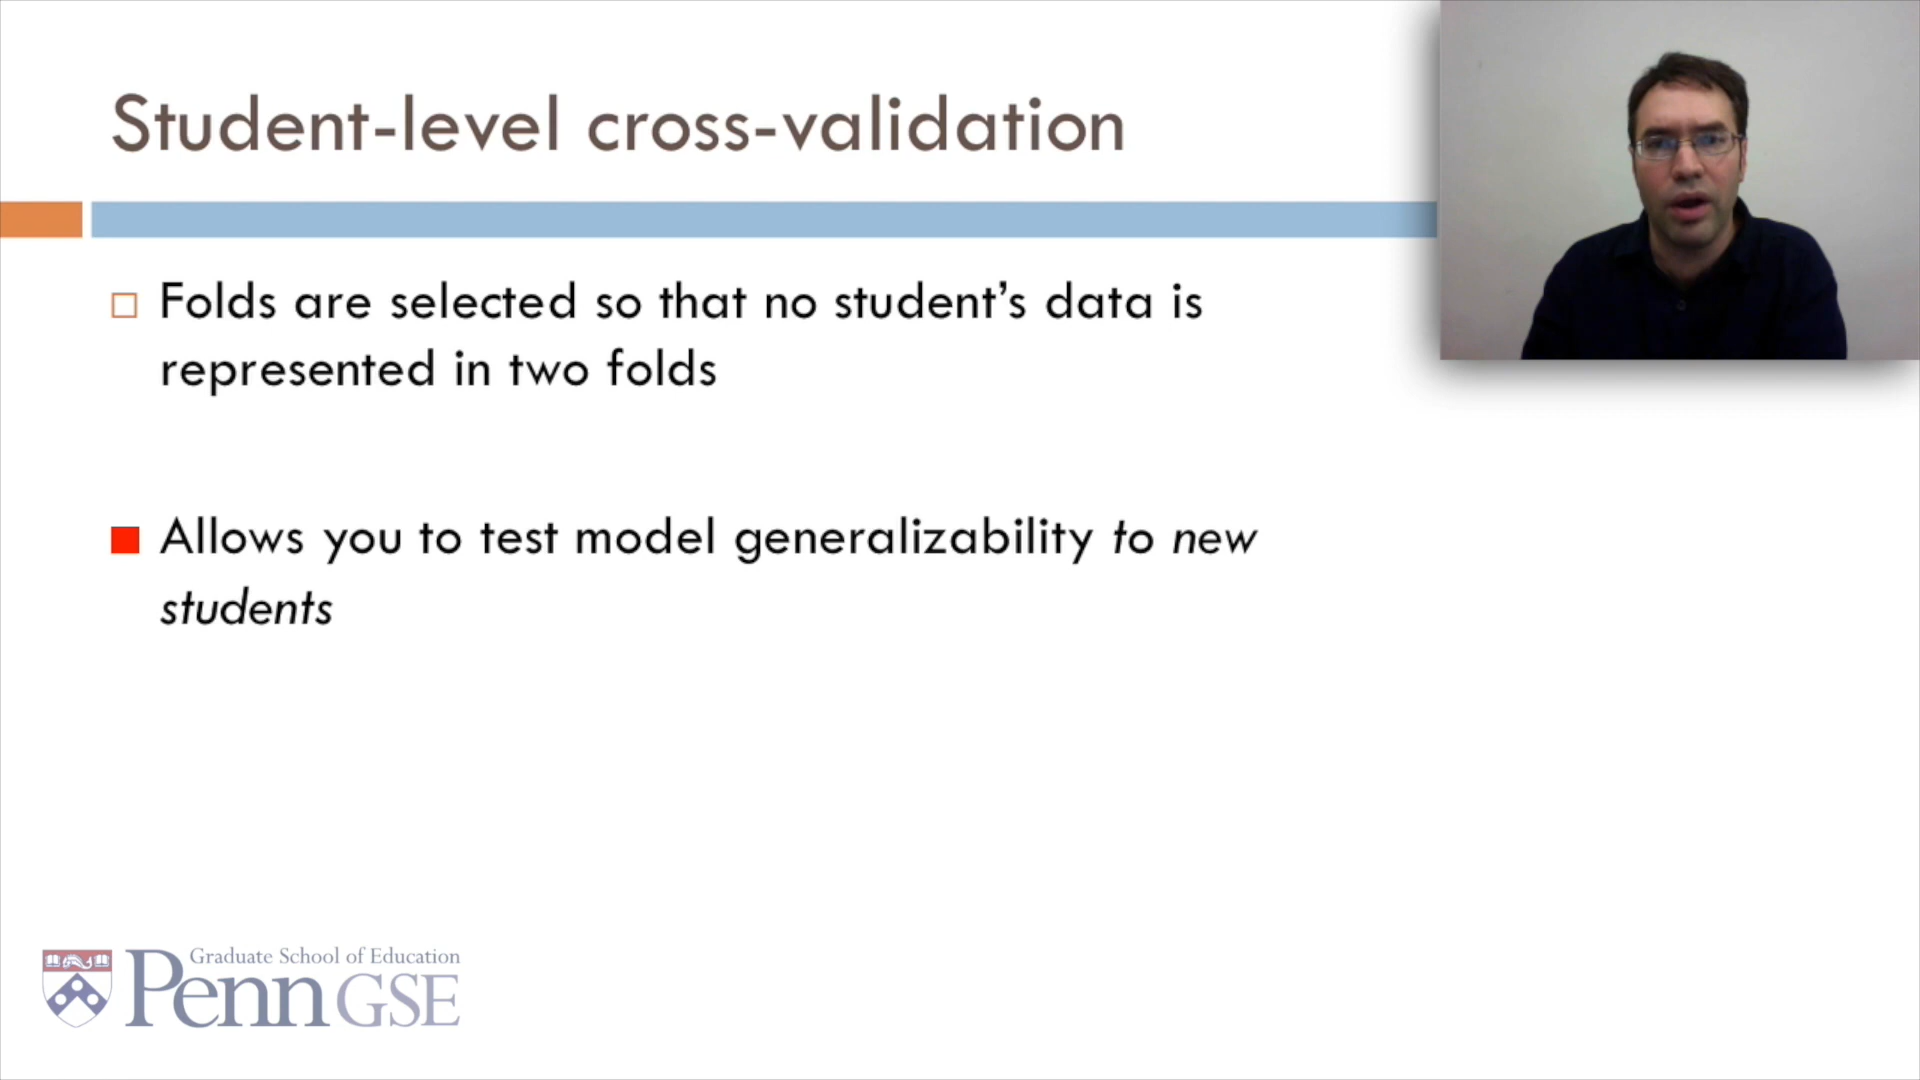 Student-level cross-validation
Folds are selected so that no student’s data is
represented in two folds
Allows you to test model generalizability to new
students
Graduate School of Education
Penn GSE